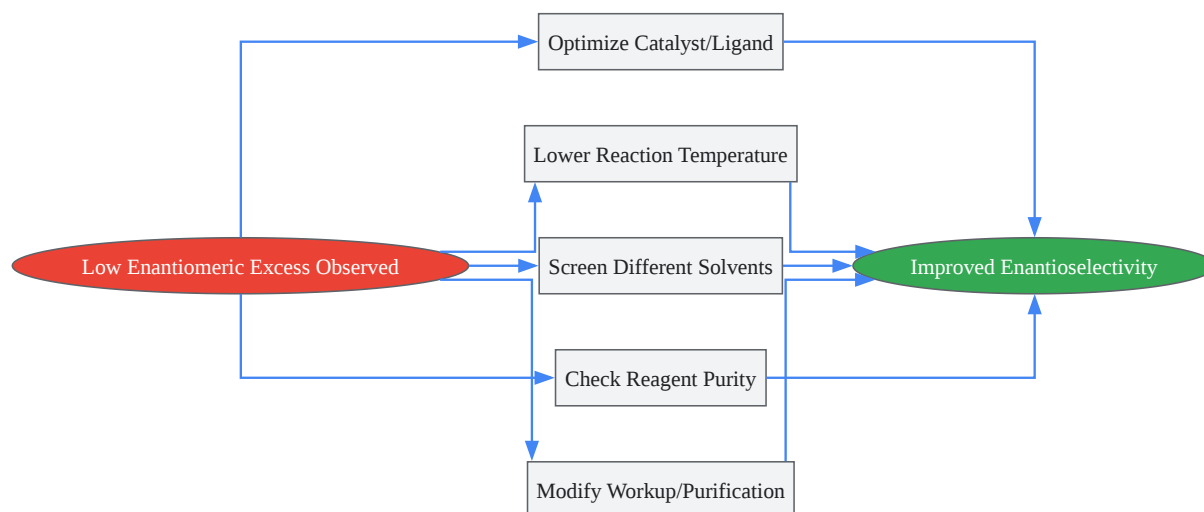 Optimize Catalyst/Ligand
Lower Reaction Temperature
Low Enantiomeric Excess Observed
Screen Different Solvents
Improved Enantioselectivity
Check Reagent Purity
Modify Workup/Purification